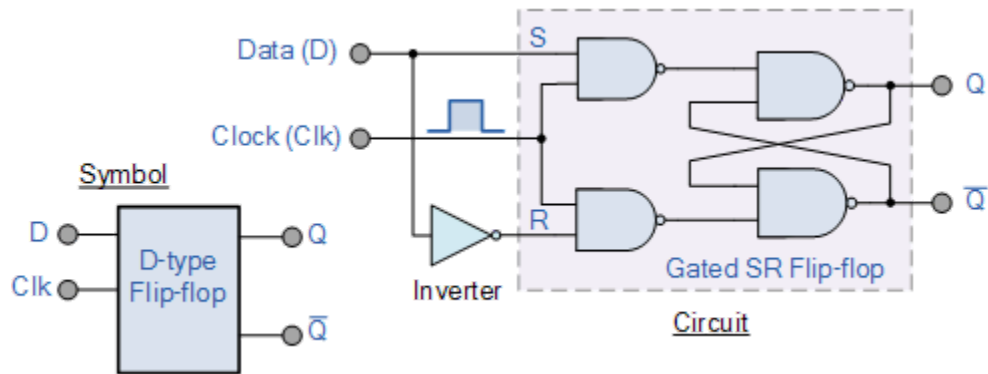 Data (D)
S
Q
Clock (Clk)
Symbol
R
Q̅
D
D-type
Flip-flop
Q
Clk
Q̅
Inverter
Gated SR Flip-flop
Circuit